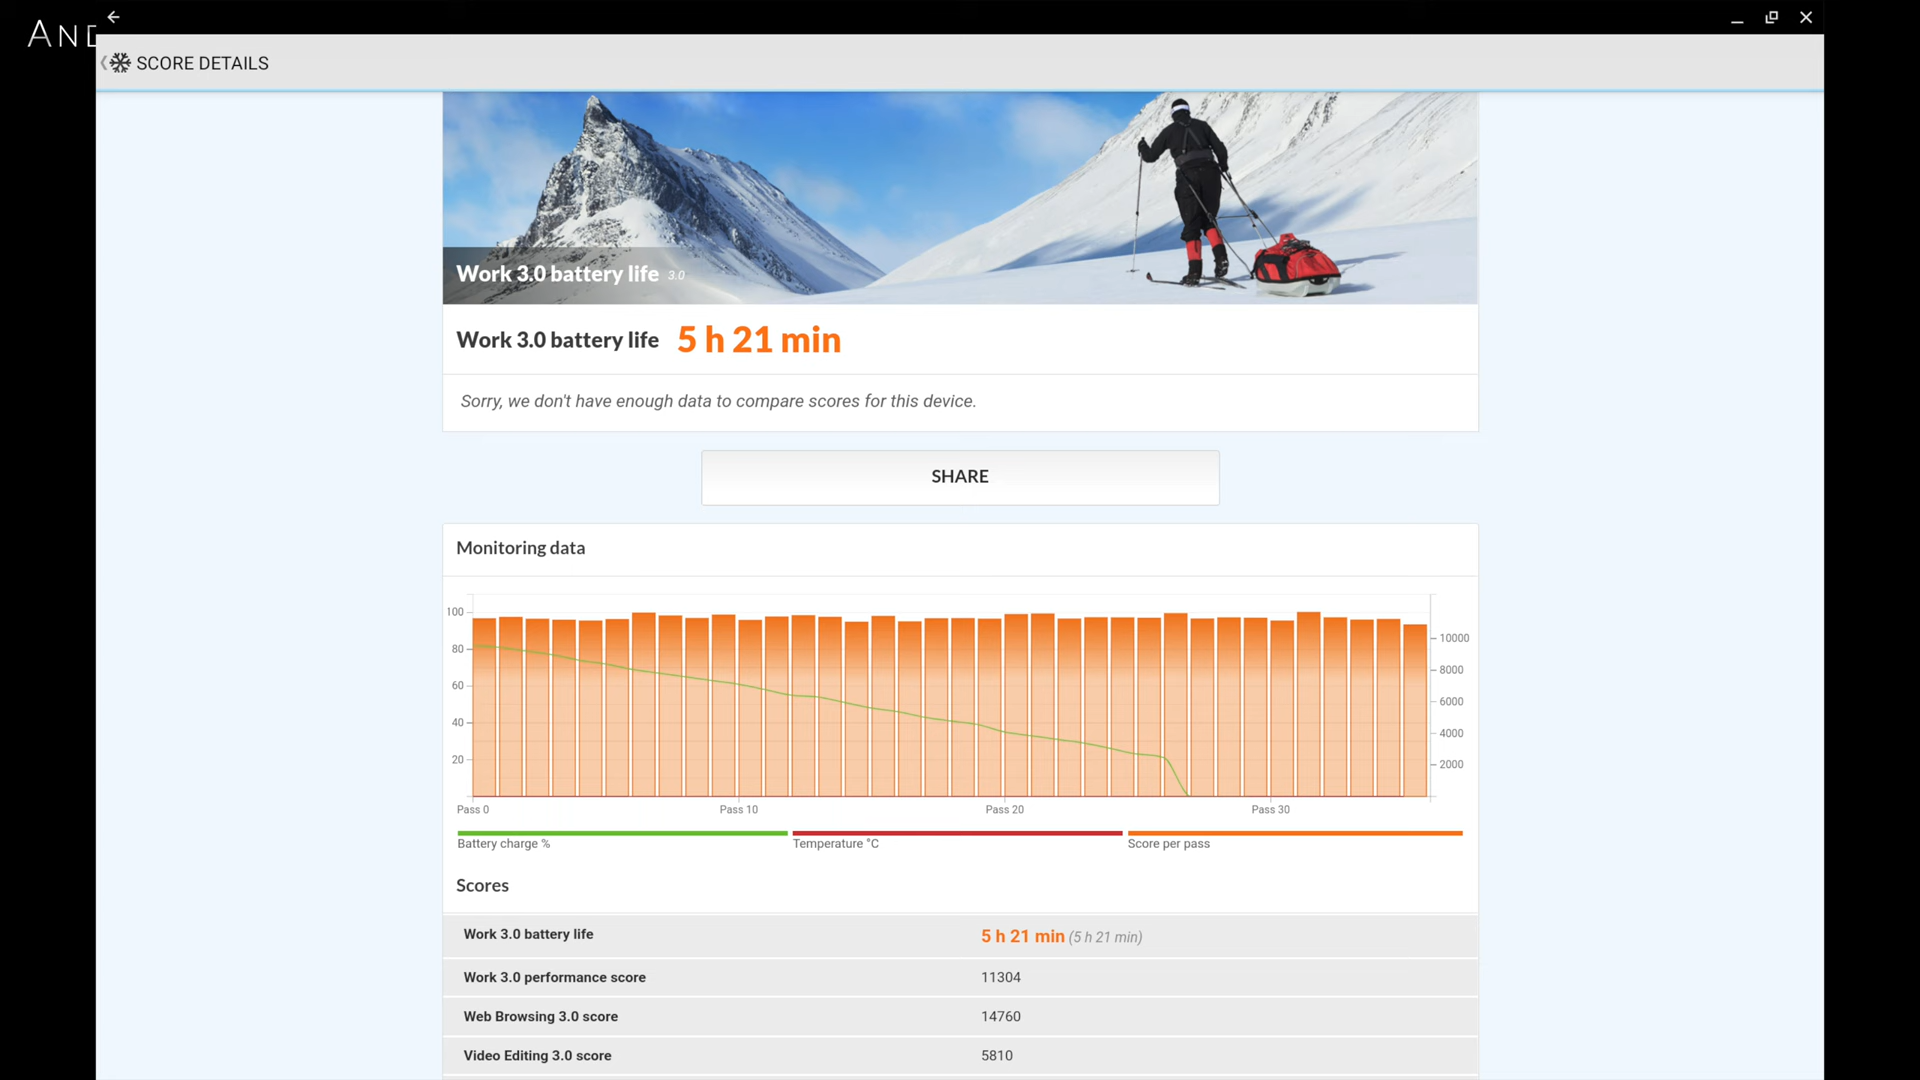 AND
SCORE DETAILS
Work 3.0 battery life 3.0
Work 3.0 battery life 5 h 21 min
Sorry, we don't have enough data to compare scores for this device.
SHARE
Monitoring data
100
80
60
40
20
10000
8000
6000
4000
2000
Pass 0 Pass 10 Pass 20 Pass 30
Battery charge % Temperature °C Score per pass
Scores
Work 3.0 battery life 5 h 21 min (5 h 21 min)
Work 3.0 performance score 11304
Web Browsing 3.0 score 14760
Video Editing 3.0 score 5810